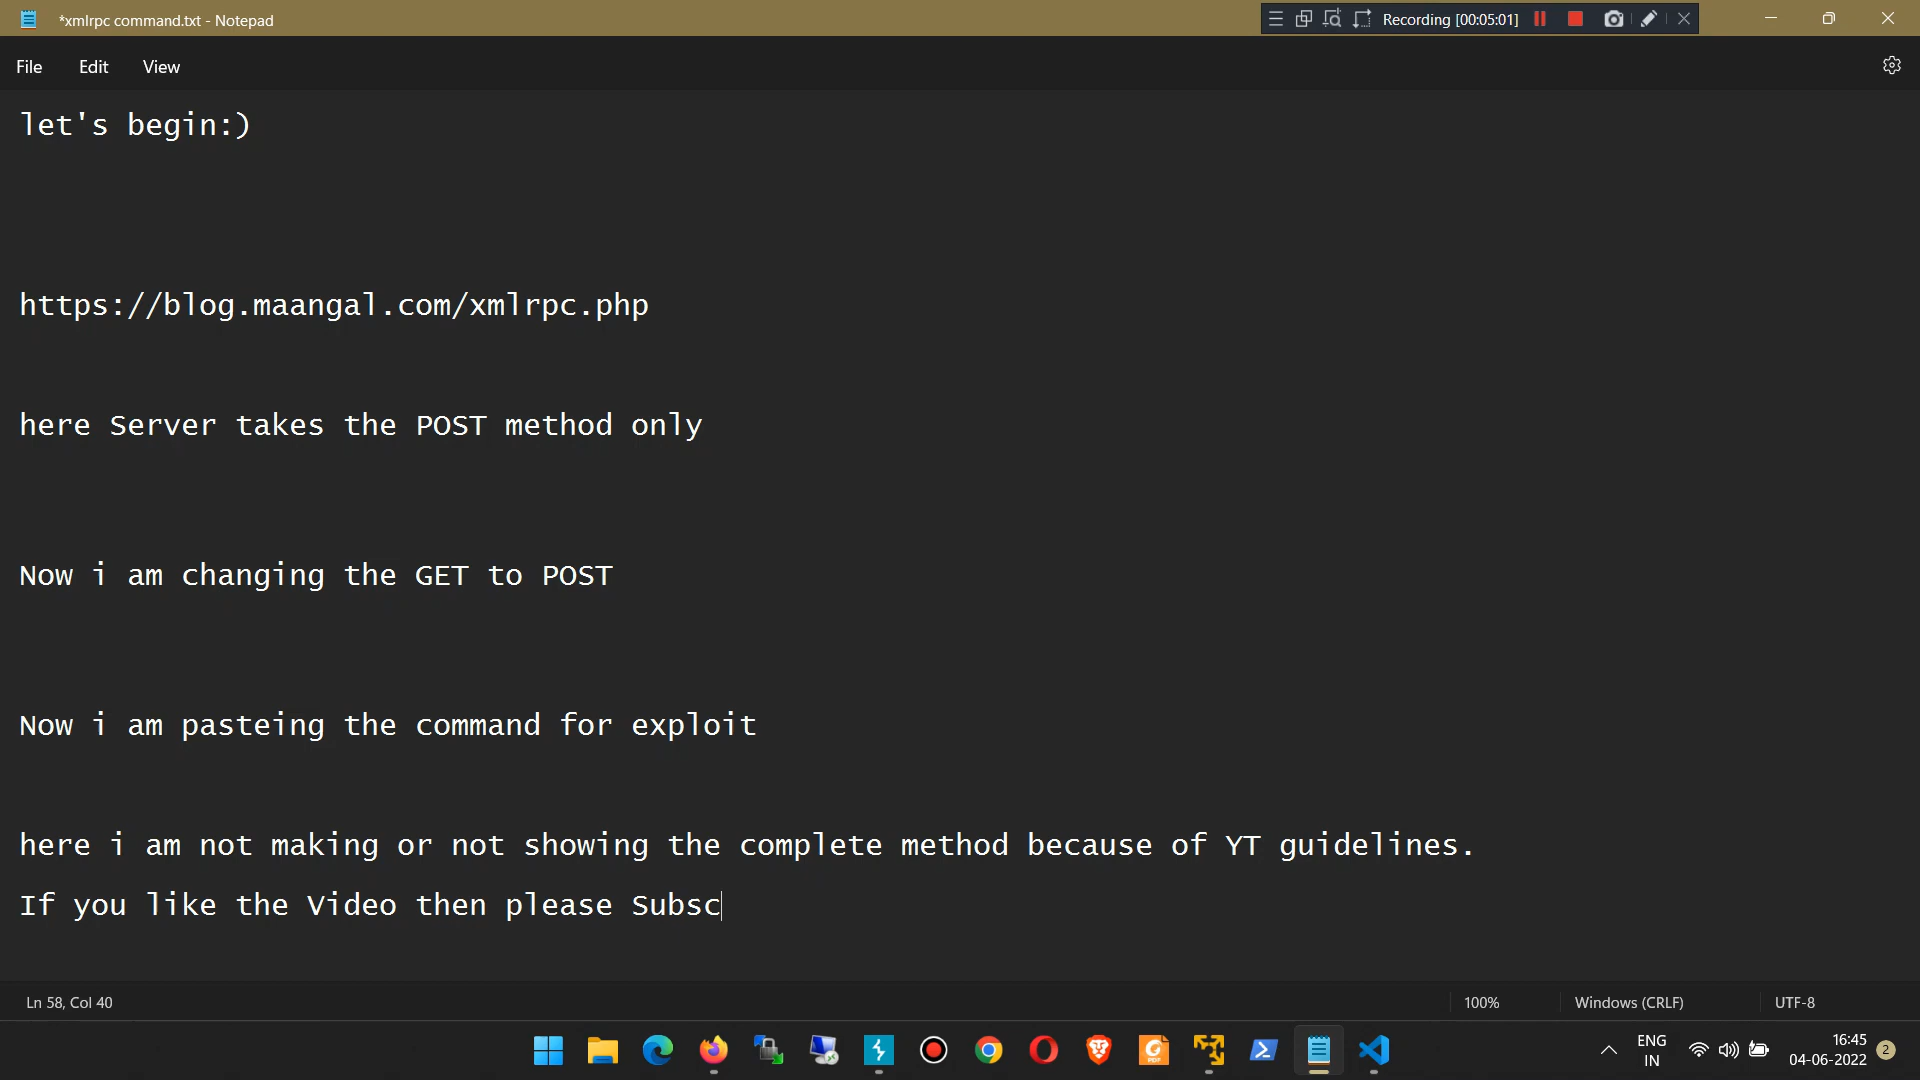 *xmlrpc command.txt - Notepad
Recording [00:05:01]
File Edit View
let's begin:)
https://blog.maangal.com/xmlrpc.php
here Server takes the POST method only
Now i am changing the GET to POST
Now i am pasteing the command for exploit
here i am not making or not showing the complete method because of YT guidelines.
If you like the Video then please Subsc
Ln 58, Col 40
100%
Windows (CRLF)
UTF-8
ENG
IN
16:45
04-06-2022
2